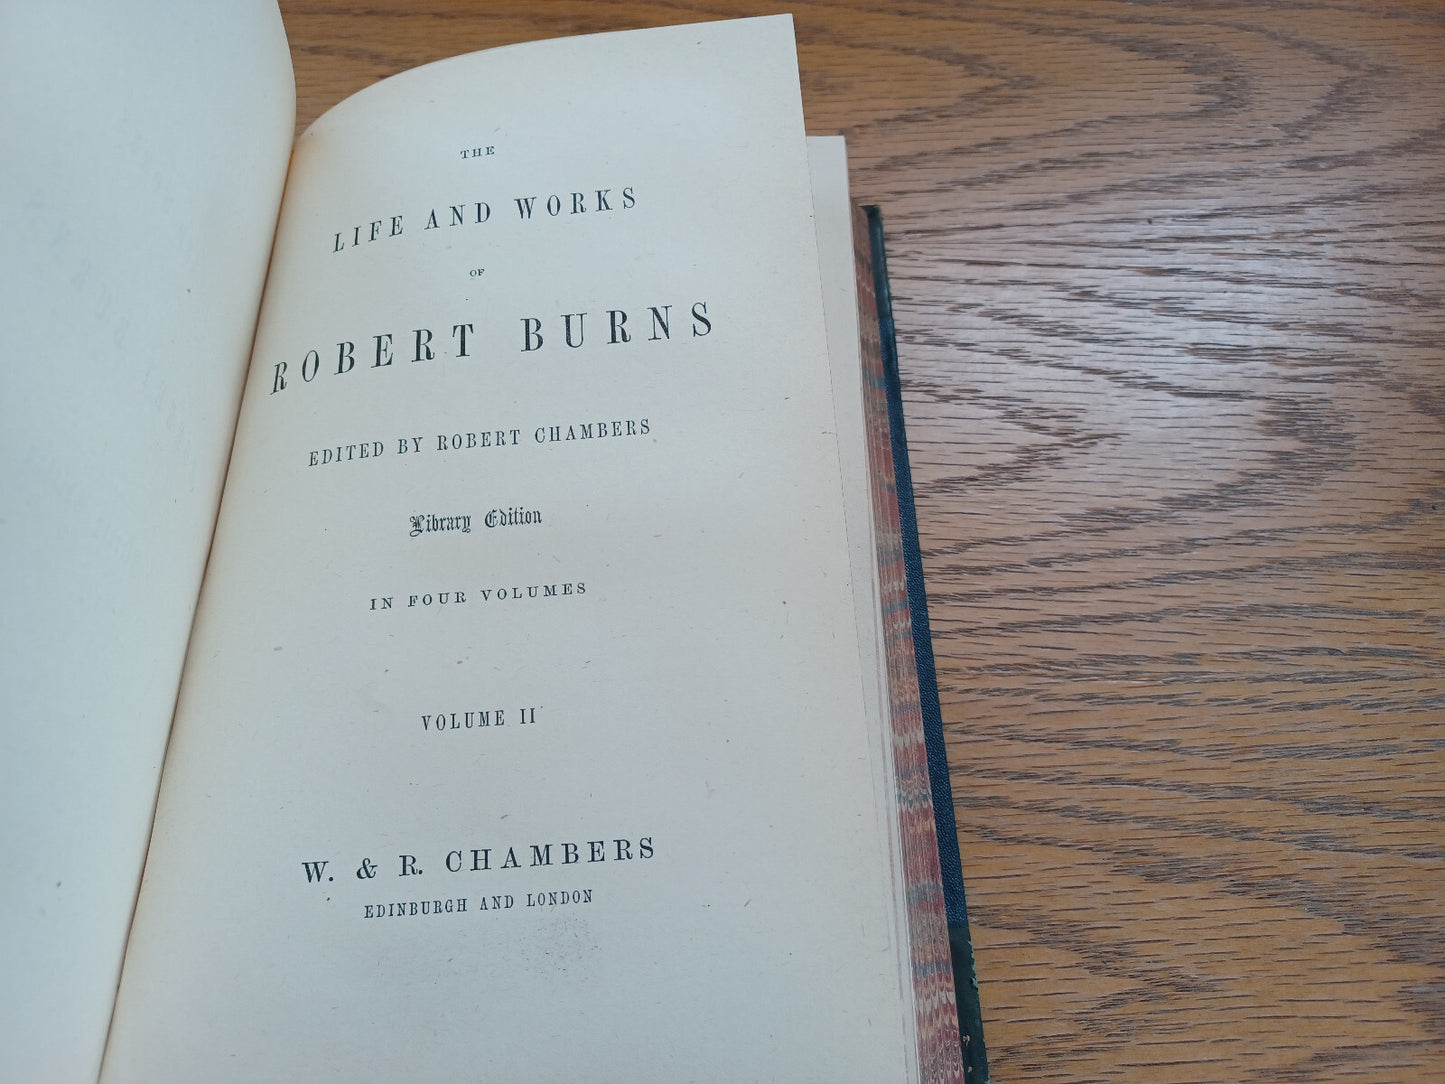 THE
LIFE AND WORKS
OF
ROBERT BURNS
EDITED BY ROBERT CHAMBERS
Library Edition
IN FOUR VOLUMES
VOLUME II
W. & R. CHAMBERS
EDINBURGH AND LONDON